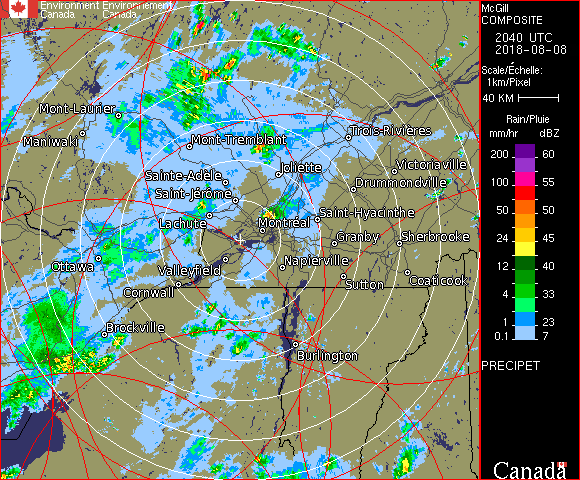 Environment Environnement
Canada Canada
Mont-Laurier
Maniwaki
Mont-Tremblant
Trois-Rivières
Joliette
Victoriaville
Sainte-Adèle
Drummondville
Saint-Jérôme
Lachute
Montréal
Saint-Hyacinthe
Granby
Sherbrooke
Ottawa
Valleyfield
Napierville
Cornwall
Sutton
Coaticook
Brockville
Burlington
McGill
COMPOSITE
2040 UTC
2018-08-08
Scale/Échelle:
1km/Pixel
40 KM
Rain/Pluie
mm/hr dBZ
200 60
100 55
50 50
24 45
12 40
4 33
1 23
0.1 7
PRECIPET
Canada